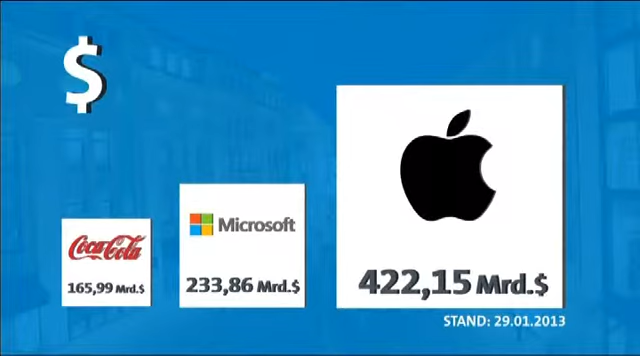 $
Coca-Cola
165,99 Mrd.$
Microsoft
233,86 Mrd.$
422,15 Mrd.$
STAND: 29.01.2013